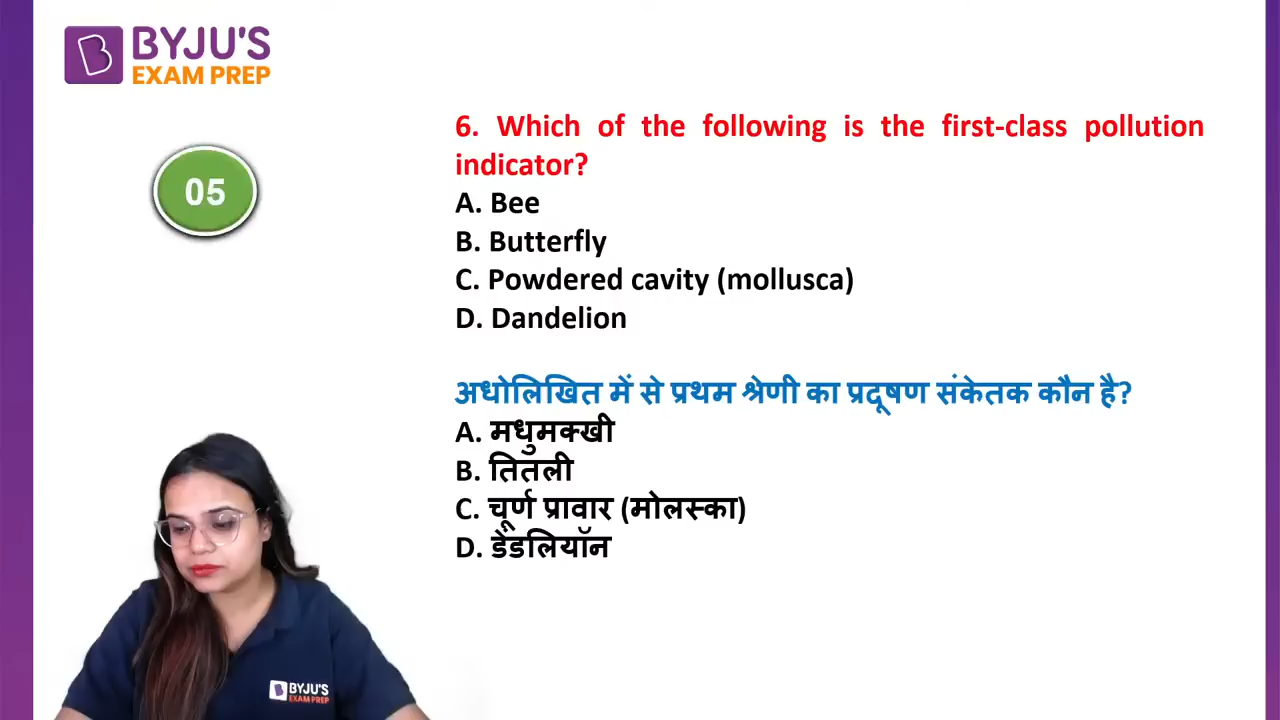 BYJU'S
EXAM PREP
05
6. Which of the following is the first-class pollution
indicator?
A. Bee
B. Butterfly
C. Powdered cavity (mollusca)
D. Dandelion
अधोलिखित में से प्रथम श्रेणी का प्रदूषण संकेतक कौन है?
A. मधुमक्खी
B. तितली
C. चूर्ण प्रावार (मोलस्का)
D. डेंडलियॉन
BYJU'S
EXAM PREP